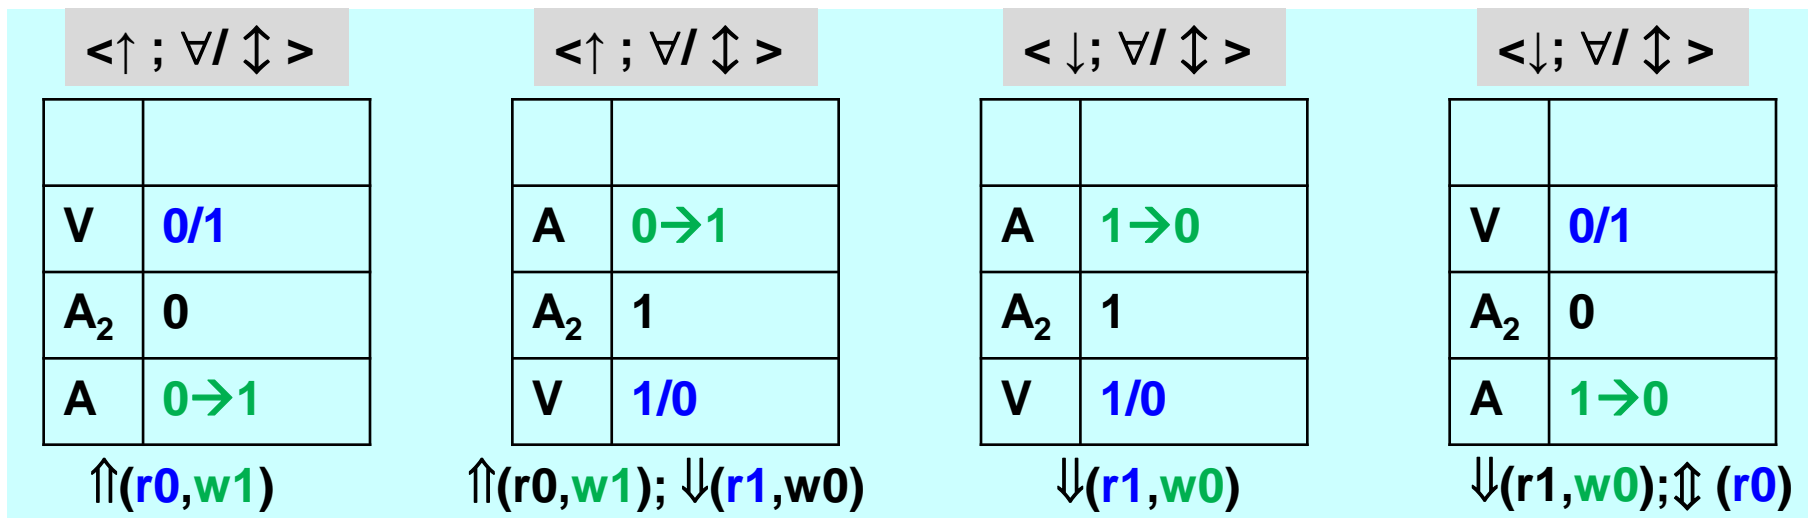 <↑ ; ∀/ ↕ > <↑ ; ∀/ ↕ > < ↓; ∀/ ↕ > <↓; ∀/ ↕ >
V 0/1 A 0→1 A 1→0 V 0/1
A₂ 0 A₂ 1 A₂ 1 A₂ 0
A 0→1 V 1/0 V 1/0 A 1→0
⇑(r0,w1) ⇑(r0,w1); ⇓(r1,w0) ⇓(r1,w0) ⇓(r1,w0);⇕ (r0)